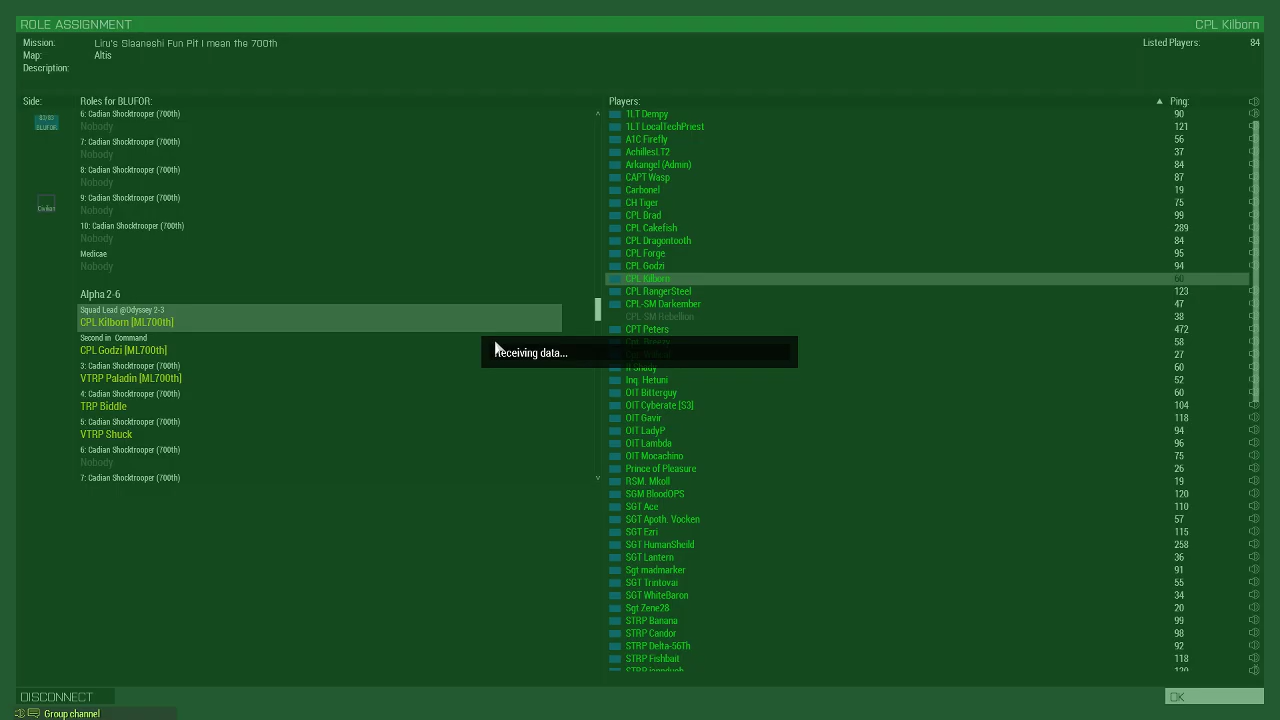 ROLE ASSIGNMENT
CPL Kilborn
Mission: Liru's Slaaneshi Fun Pit I mean the 700th
Map: Altis
Description:
Listed Players: 84
Side:
83/83
BLUFOR
Civilian
Roles for BLUFOR:
6: Cadian Shocktrooper (700th)
Nobody
7: Cadian Shocktrooper (700th)
Nobody
8: Cadian Shocktrooper (700th)
Nobody
9: Cadian Shocktrooper (700th)
Nobody
10: Cadian Shocktrooper (700th)
Nobody
Medicae
Nobody
Alpha 2-6
Squad Lead @Odyssey 2-3
CPL Kilborn [ML700th]
Second in Command
CPL Godzi [ML700th]
3: Cadian Shocktrooper (700th)
VTRP Paladin [ML700th]
4: Cadian Shocktrooper (700th)
TRP Biddle
5: Cadian Shocktrooper (700th)
VTRP Shuck
6: Cadian Shocktrooper (700th)
Nobody
7: Cadian Shocktrooper (700th)
Receiving data...
Players: Ping:
1LT Dempy 90
1LT LocalTechPriest 121
A1C Firefly 56
AchillesLT2 37
Arkangel (Admin) 84
CAPT Wasp 87
Carbonel 19
CH Tiger 75
CPL Brad 99
CPL Cakefish 289
CPL Dragontooth 84
CPL Forge 95
CPL Godzi 94
CPL Kilborn 60
CPL RangerSteel 123
CPL-SM Darkember 47
CPL-SM Rebellion 38
CPT Peters 472
58
27
Shady 60
Inq. Hetuni 52
OIT Bitterguy 60
OIT Cyberate [S3] 104
OIT Gavir 118
OIT LadyP 94
OIT Lambda 96
OIT Mocachino 75
Prince of Pleasure 26
RSM. Mkoll 19
SGM BloodOPS 120
SGT Ace 110
SGT Apoth. Vocken 57
SGT Ezri 115
SGT HumanSheild 258
SGT Lantern 36
Sgt madmarker 91
SGT Trintovai 55
SGT WhiteBaron 34
Sgt Zene28 20
STRP Banana 99
STRP Candor 98
STRP Delta-56Th 92
STRP Fishbait 118
STRP
DISCONNECT
OK
Group channel